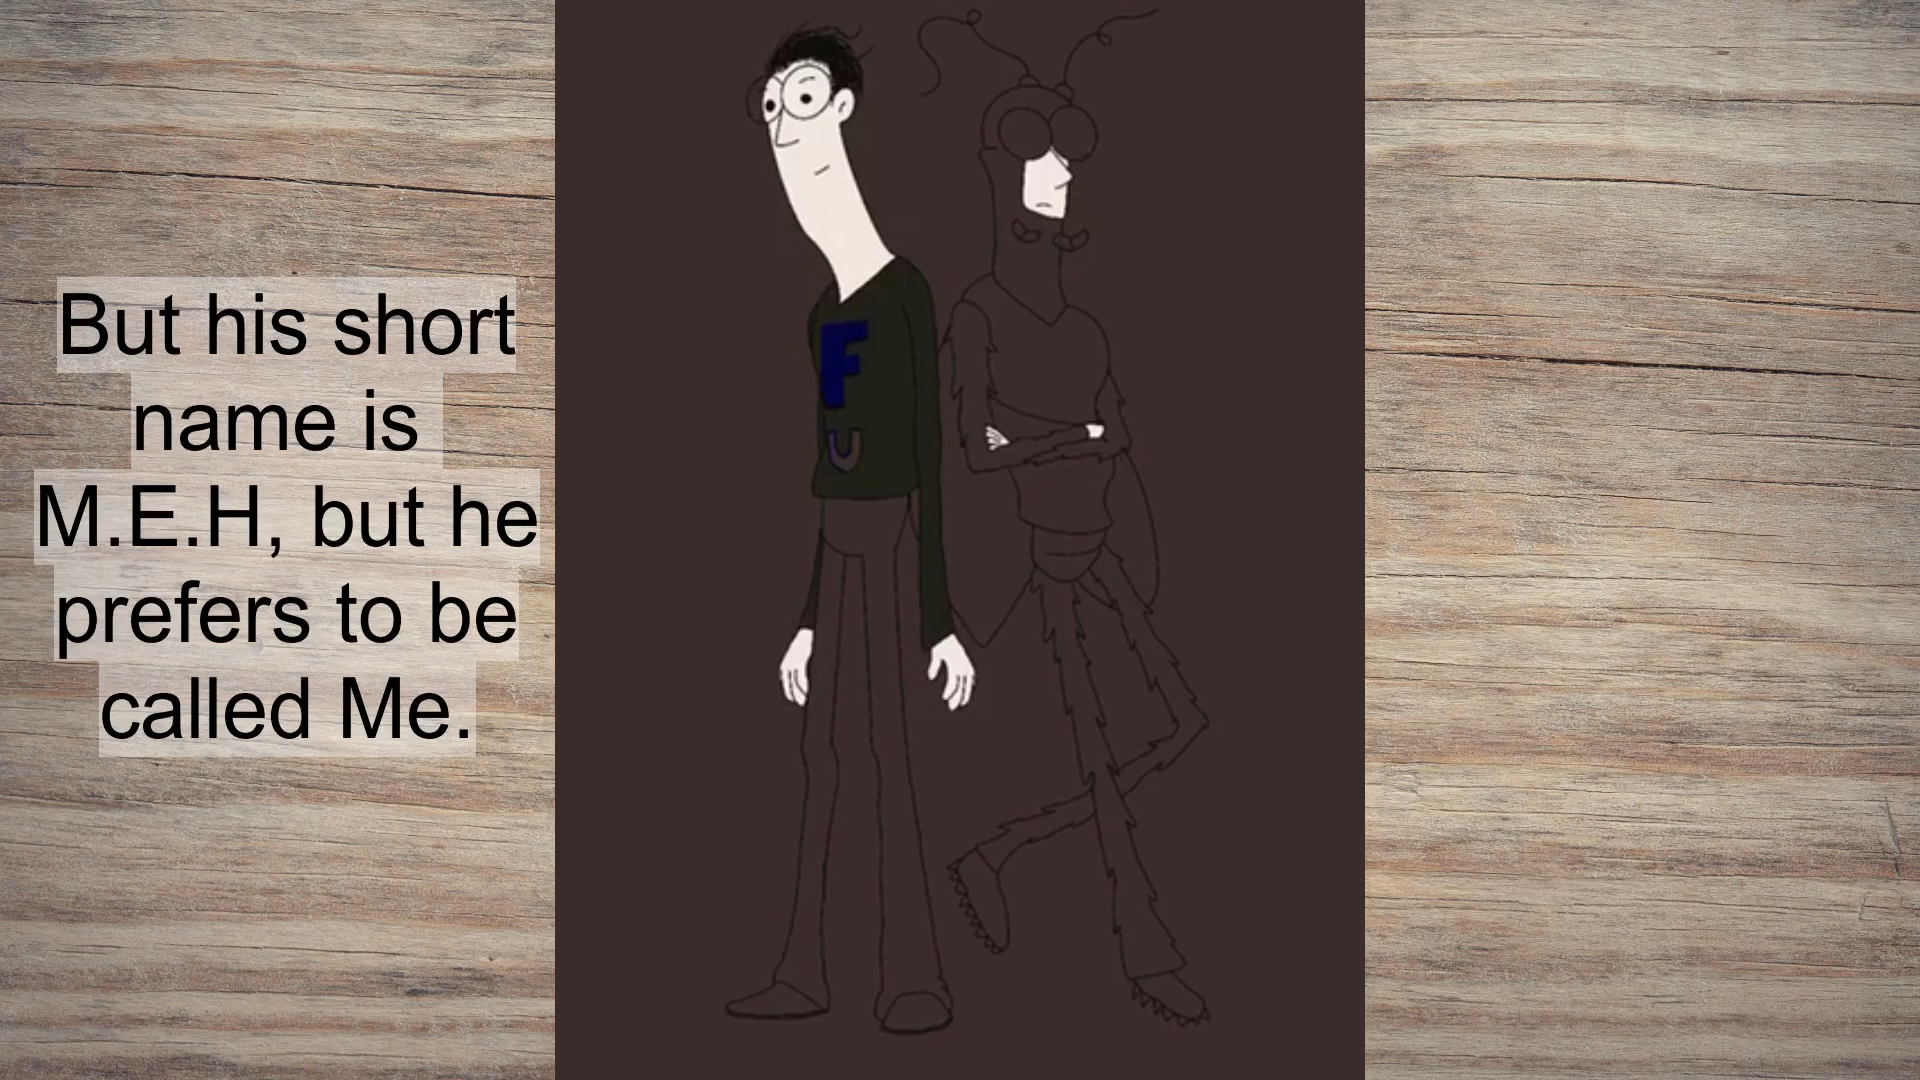 But his short
name is
M.E.H, but he
prefers to be
called Me.
F
U